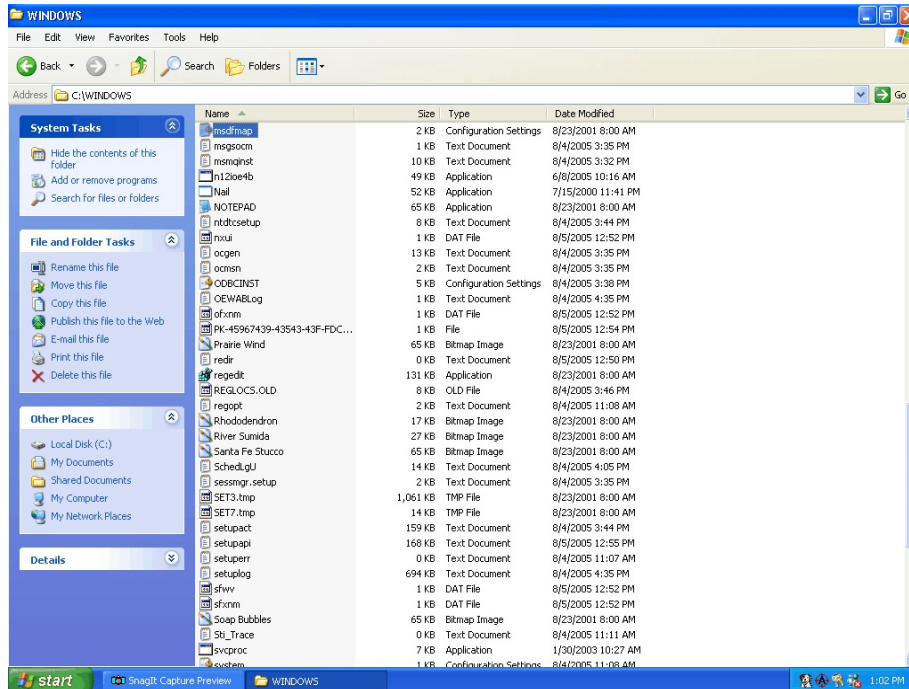 WINDOWS
File Edit View Favorites Tools Help
Back Search Folders
Address C:\WINDOWS Go
System Tasks
Hide the contents of this
folder
Add or remove programs
Search for files or folders
File and Folder Tasks
Rename this file
Move this file
Copy this file
Publish this file to the Web
E-mail this file
Print this file
Delete this file
Other Places
Local Disk (C:)
My Documents
Shared Documents
My Computer
My Network Places
Details
Name Size Type Date Modified
msdfmap 2 KB Configuration Settings 8/23/2001 8:00 AM
msgsocm 1 KB Text Document 8/4/2005 3:35 PM
msmqinst 10 KB Text Document 8/4/2005 3:32 PM
n12ioe4b 49 KB Application 6/8/2005 10:16 AM
Nail 52 KB Application 7/15/2000 11:41 PM
NOTEPAD 65 KB Application 8/23/2001 8:00 AM
ntdtcsetup 8 KB Text Document 8/4/2005 3:44 PM
nxui 1 KB DAT File 8/5/2005 12:52 PM
ocgen 13 KB Text Document 8/4/2005 3:35 PM
ocmsn 2 KB Text Document 8/4/2005 3:35 PM
ODBCINST 5 KB Configuration Settings 8/4/2005 3:38 PM
OEWABLog 1 KB Text Document 8/4/2005 4:35 PM
ofxnm 1 KB DAT File 8/5/2005 12:52 PM
PK-45967439-43543-43F-FDC... 1 KB File 8/5/2005 12:54 PM
Prairie Wind 65 KB Bitmap Image 8/23/2001 8:00 AM
redir 0 KB Text Document 8/5/2005 12:50 PM
regedit 131 KB Application 8/23/2001 8:00 AM
REGLOCS.OLD 8 KB OLD File 8/4/2005 3:46 PM
regopt 2 KB Text Document 8/4/2005 11:08 AM
Rhododendron 17 KB Bitmap Image 8/23/2001 8:00 AM
River Sumida 27 KB Bitmap Image 8/23/2001 8:00 AM
Santa Fe Stucco 65 KB Bitmap Image 8/23/2001 8:00 AM
SchedLgU 14 KB Text Document 8/4/2005 4:05 PM
sessmgr.setup 2 KB Text Document 8/4/2005 3:35 PM
SET3.tmp 1,061 KB TMP File 8/23/2001 8:00 AM
SET7.tmp 14 KB TMP File 8/23/2001 8:00 AM
setupact 159 KB Text Document 8/4/2005 3:44 PM
setupapi 168 KB Text Document 8/5/2005 12:55 PM
setuperr 0 KB Text Document 8/4/2005 11:07 AM
setuplog 694 KB Text Document 8/4/2005 4:35 PM
sfwv 1 KB DAT File 8/5/2005 12:52 PM
sfxnm 1 KB DAT File 8/5/2005 12:52 PM
Soap Bubbles 65 KB Bitmap Image 8/23/2001 8:00 AM
Sti_Trace 0 KB Text Document 8/4/2005 11:11 AM
svcproc 7 KB Application 1/30/2003 10:27 AM
system 1 KB Configuration Settings 8/4/2005 11:08 AM
start SnagIt Capture Preview WINDOWS 1:02 PM